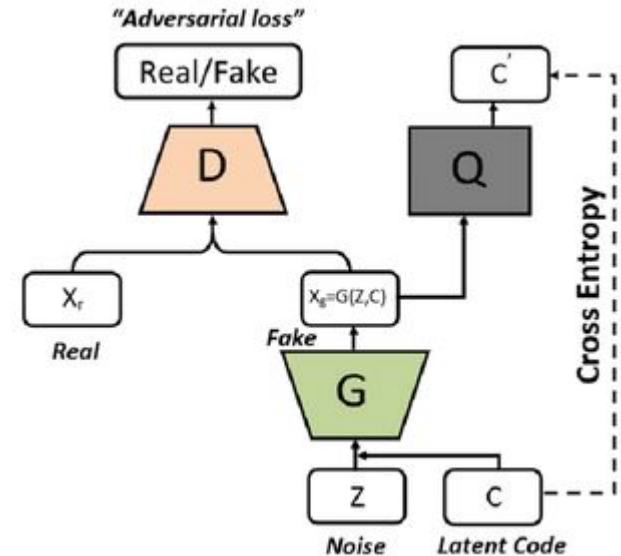 “Adversarial loss”
Real/Fake
C'
D
Q
Xr
Real
Xg=G(Z,C)
Fake
G
Cross Entropy
Z
C
Noise
Latent Code